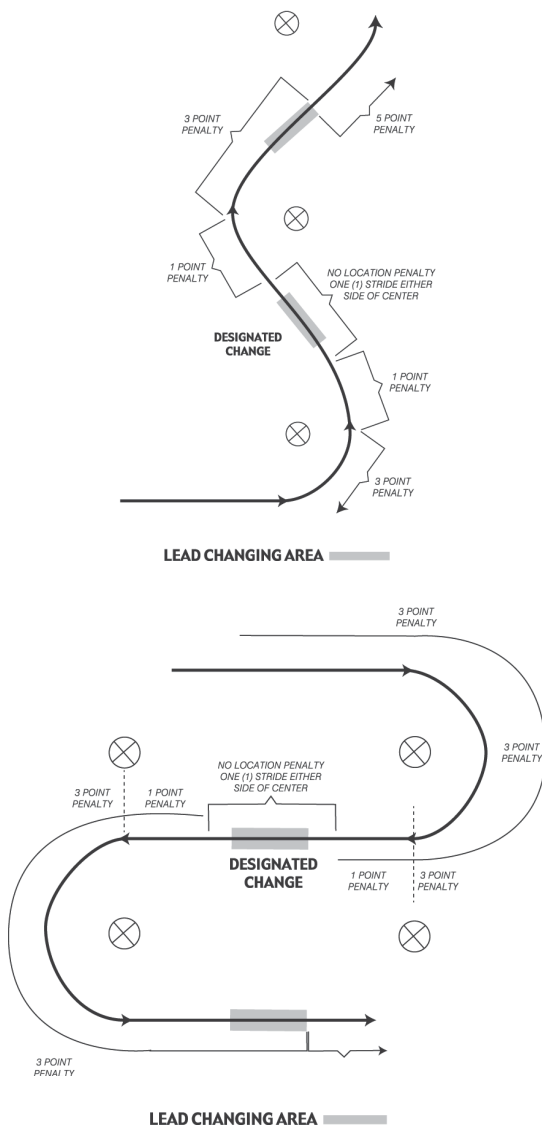 3 POINT
PENALTY
5 POINT
PENALTY
1 POINT
PENALTY
NO LOCATION PENALTY
ONE (1) STRIDE EITHER
SIDE OF CENTER
DESIGNATED
CHANGE
1 POINT
PENALTY
3 POINT
PENALTY
LEAD CHANGING AREA
3 POINT
PENALTY
3 POINT
PENALTY
NO LOCATION PENALTY
ONE (1) STRIDE EITHER
SIDE OF CENTER
3 POINT
PENALTY
1 POINT
PENALTY
DESIGNATED
CHANGE
1 POINT
PENALTY
3 POINT
PENALTY
3 POINT
PENALTY
LEAD CHANGING AREA